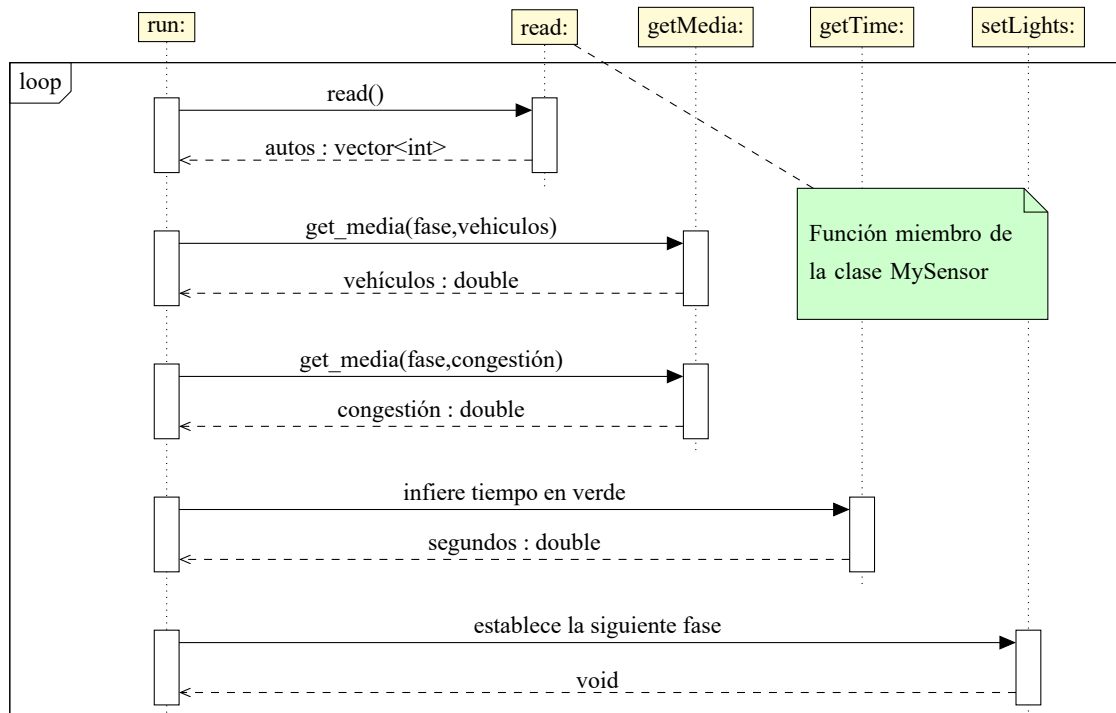 run:
read:
getMedia:
getTime:
setLights:
loop
read()
autos : vector<int>
get_media(fase,vehiculos)
Función miembro de
la clase MySensor
vehículos : double
get_media(fase,congestión)
congestión : double
infiere tiempo en verde
segundos : double
establece la siguiente fase
void